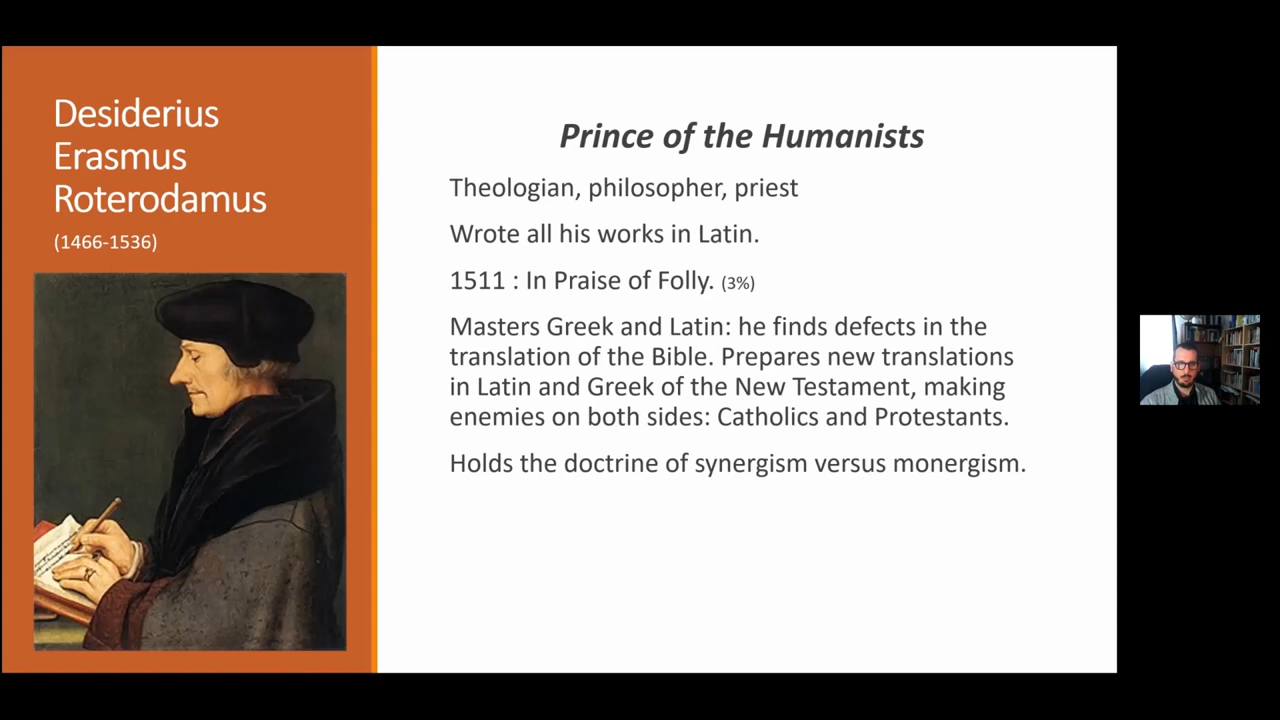 Desiderius
Erasmus
Roterodamus
(1466-1536)
Prince of the Humanists
Theologian, philosopher, priest
Wrote all his works in Latin.
1511 : In Praise of Folly. (3%)
Masters Greek and Latin: he finds defects in the
translation of the Bible. Prepares new translations
in Latin and Greek of the New Testament, making
enemies on both sides: Catholics and Protestants.
Holds the doctrine of synergism versus monergism.